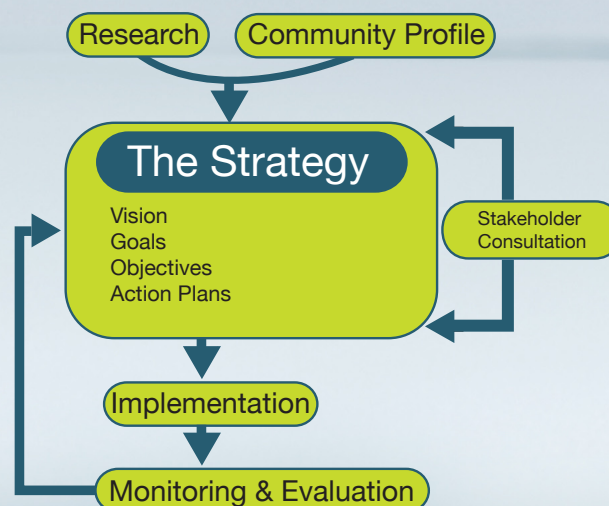 Research
Community Profile
The Strategy
Vision
Goals
Objectives
Action Plans
Stakeholder
Consultation
Implementation
Monitoring & Evaluation